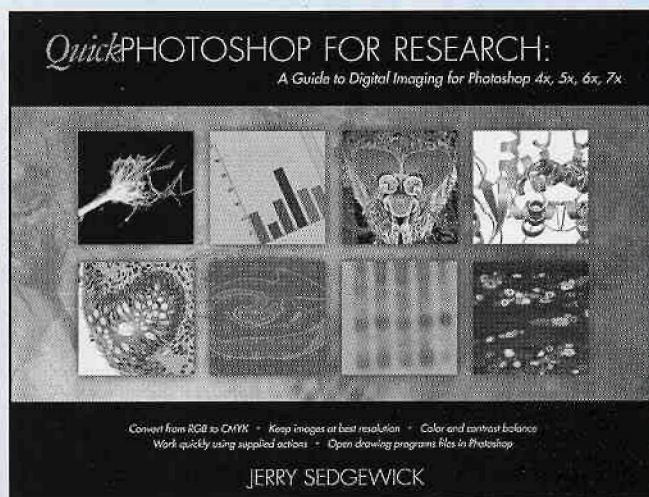 QuickPHOTOSHOP FOR RESEARCH:
A Guide to Digital Imaging for Photoshop 4x, 5x, 6x, 7x
Convert from RGB to CMYK • Keep images at best resolution • Color and contrast balance
Work quickly using supplied actions • Open drawing programs files in Photoshop
JERRY SEDGEWICK